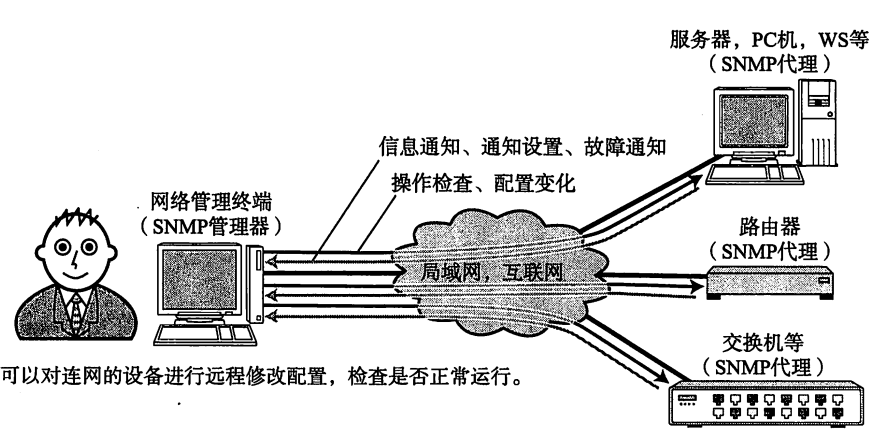 服务器，PC机，WS等
（SNMP代理）
信息通知、通知设置、故障通知
操作检查、配置变化
网络管理终端
（SNMP管理器）
路由器
（SNMP代理）
局域网，互联网
交换机等
（SNMP代理）
可以对连网的设备进行远程修改配置，检查是否正常运行。